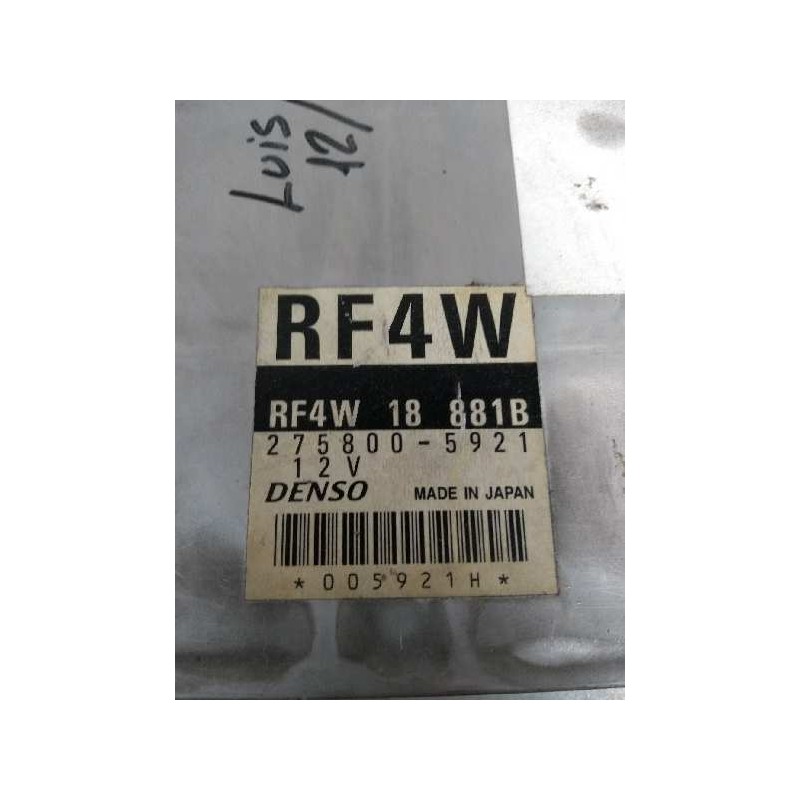 Luis
12/
RF4W
RF4W 18 881B
275800-5921
12V
DENSO MADE IN JAPAN
*005921H*